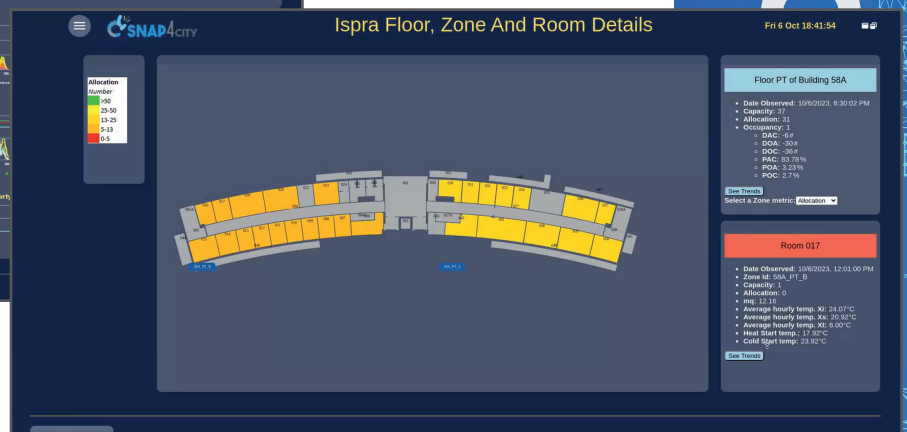 SNAP4CITY
Ispra Floor, Zone And Room Details
Fri 6 Oct 18:41:54
Allocation
Number
>50
25-50
13-25
5-13
0-5
58A_PT_B
58A_PT_A
Floor PT of Building 58A
Date Observed: 10/6/2023, 6:30:02 PM
Capacity: 37
Allocation: 31
Occupancy: 1
DAC: -6#
DOA: -30#
DOC: -36#
PAC: 83.78%
POA: 3.23%
POC: 2.7%
See Trends
Select a Zone metric: Allocation
Room 017
Date Observed: 10/6/2023, 12:01:00 PM
Zone Id: 58A_PT_B
Capacity: 1
Allocation: 0
mq: 12.16
Average hourly temp. Xi: 24.07°C
Average hourly temp. Xs: 20.92°C
Average hourly temp. Xt: 6.00°C
Heat Start temp.: 17.92°C
Cold Start temp: 23.92°C
See Trends